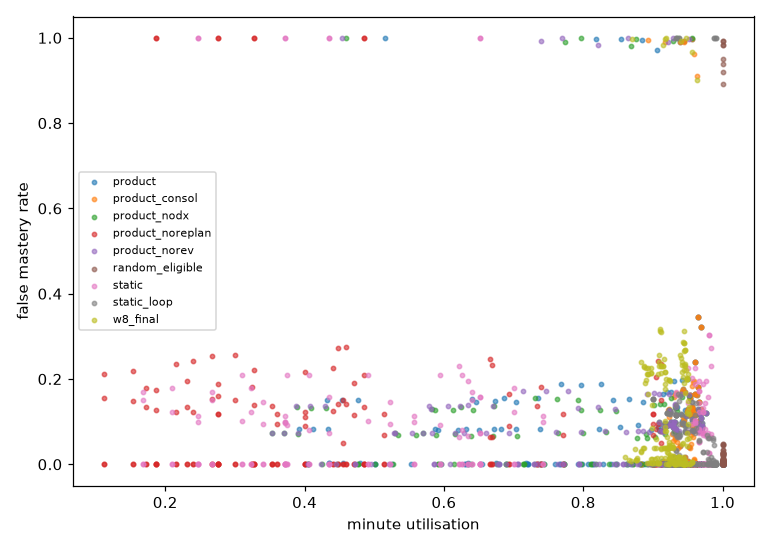 1.0
0.8
0.6
0.4
0.2
0.0
false mastery rate
product
product_consol
product_nodx
product_noreplan
product_norev
random_eligible
static
static_loop
w8_final
0.2 0.4 0.6 0.8 1.0
minute utilisation